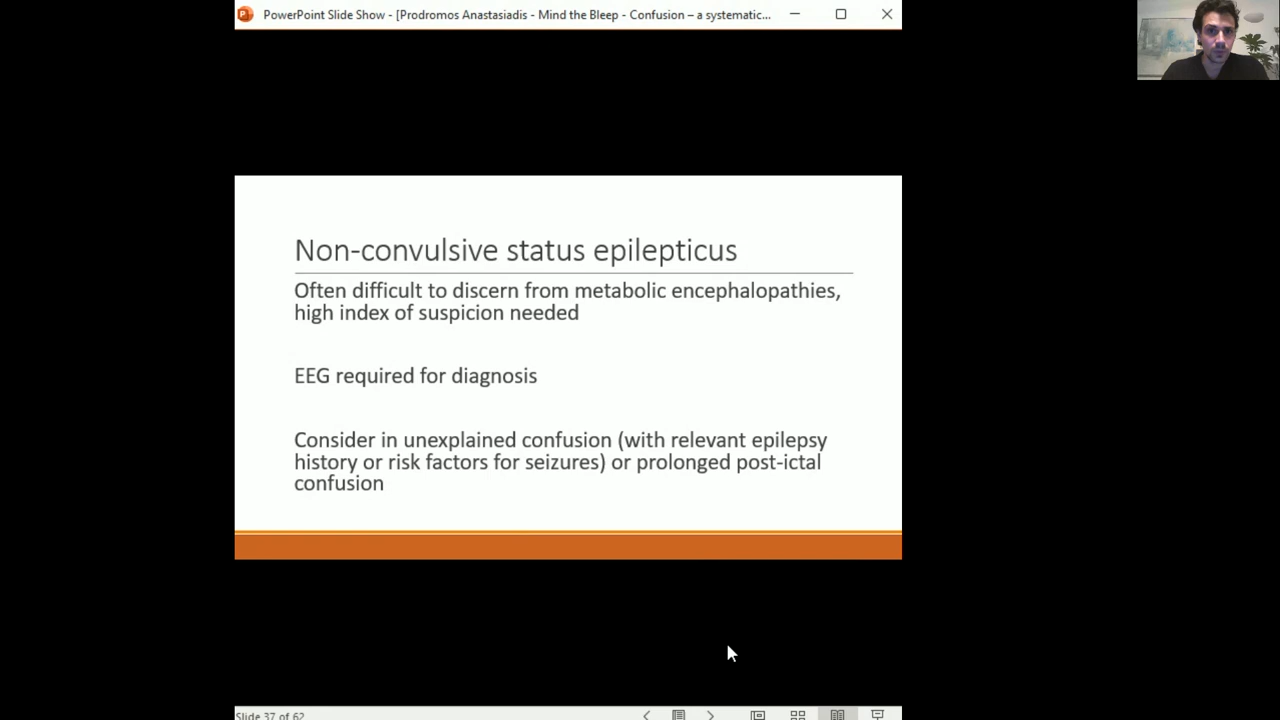 PowerPoint Slide Show - [Prodromos Anastasiadis - Mind the Bleep - Confusion – a systematic...
Non-convulsive status epilepticus
Often difficult to discern from metabolic encephalopathies,
high index of suspicion needed
EEG required for diagnosis
Consider in unexplained confusion (with relevant epilepsy
history or risk factors for seizures) or prolonged post-ictal
confusion
Slide 37 of 62